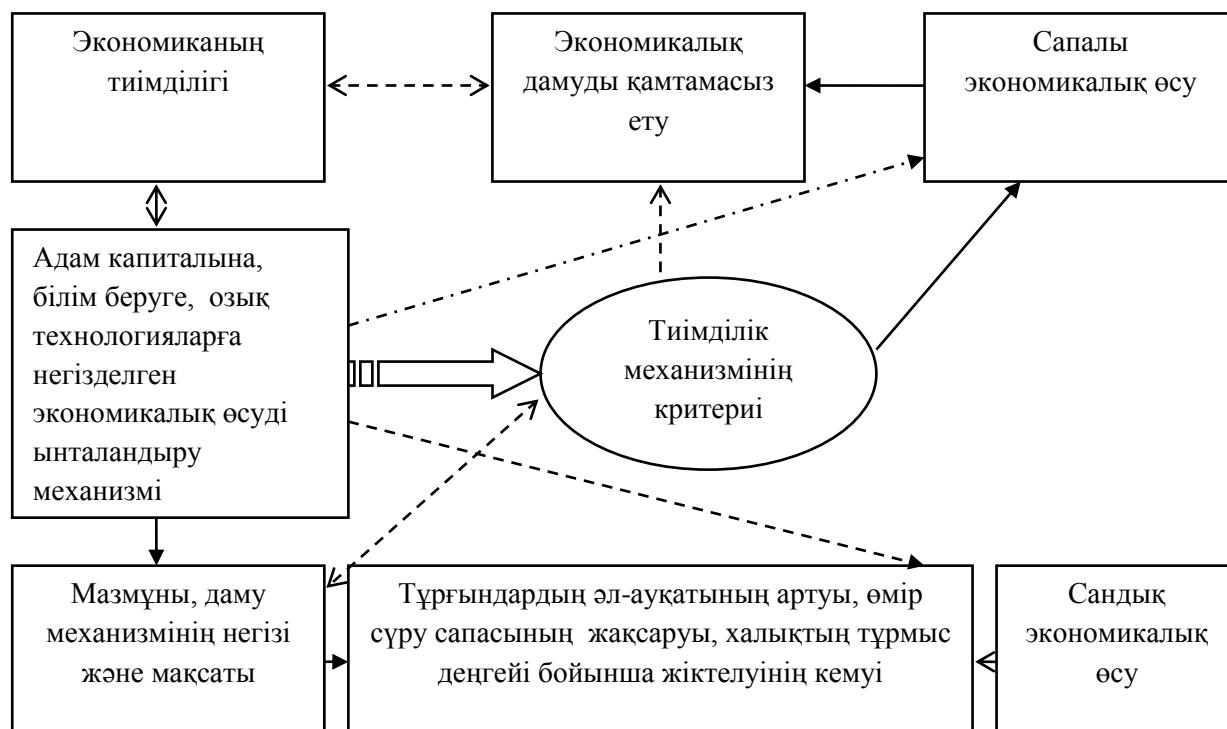 Экономиканың
тиімділігі
Экономикалық
дамуды қамтамасыз
ету
Сапалы
экономикалық өсу
Адам капиталына,
білім беруге,  озық
технологияларға
негізделген
экономикалық өсуді
ынталандыру
механизмі
Тиімділік
механизмінің
критериі
Мазмұны, даму
механизмінің негізі
және мақсаты
Тұрғындардың әл-ауқатының артуы, өмір
сүру сапасының  жақсаруы, халықтың тұрмыс
деңгейі бойынша жіктелуінің кемуі
Сандық
экономикалық
өсу